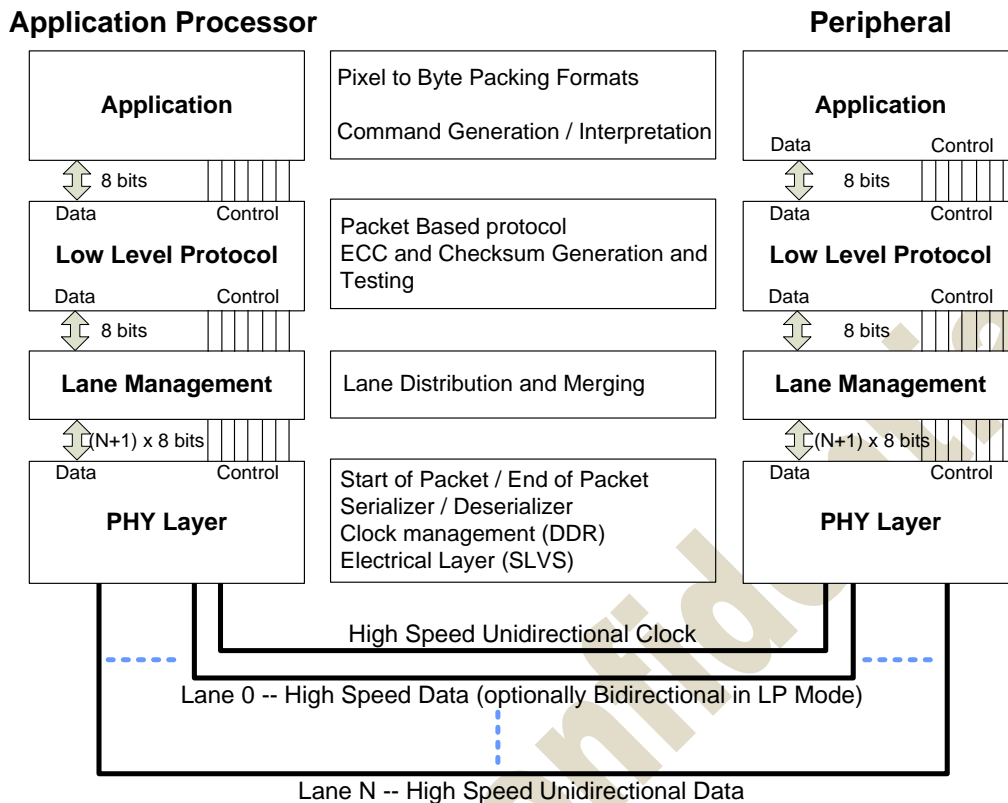 Application Processor
Peripheral
Application
Pixel to Byte Packing Formats
Command Generation / Interpretation
Application
Data
Control
8 bits
8 bits
Data
Control
Low Level Protocol
Data
Control
Packet Based protocol
ECC and Checksum Generation and
Testing
Data
Control
Low Level Protocol
Data
Control
8 bits
8 bits
Lane Management
Lane Distribution and Merging
Lane Management
(N+1) x 8 bits
(N+1) x 8 bits
Data
Control
PHY Layer
Start of Packet / End of Packet
Serializer / Deserializer
Clock management (DDR)
Electrical Layer (SLVS)
Data
Control
PHY Layer
High Speed Unidirectional Clock
Lane 0 -- High Speed Data (optionally Bidirectional in LP Mode)
Lane N -- High Speed Unidirectional Data